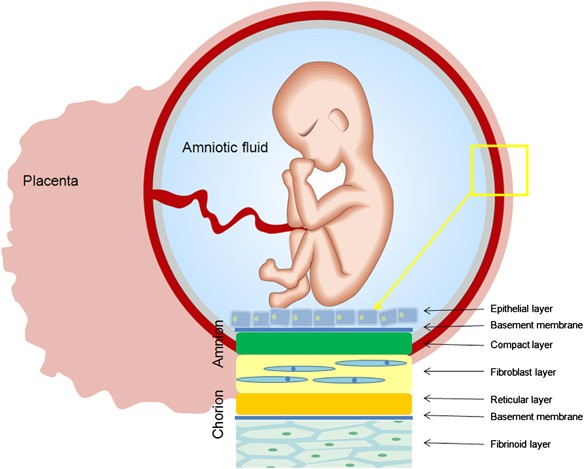 Amniotic fluid
Placenta
Amnion
Chorion
Epithelial layer
Basement membrane
Compact layer
Fibroblast layer
Reticular layer
Basement membrane
Fibrinoid layer